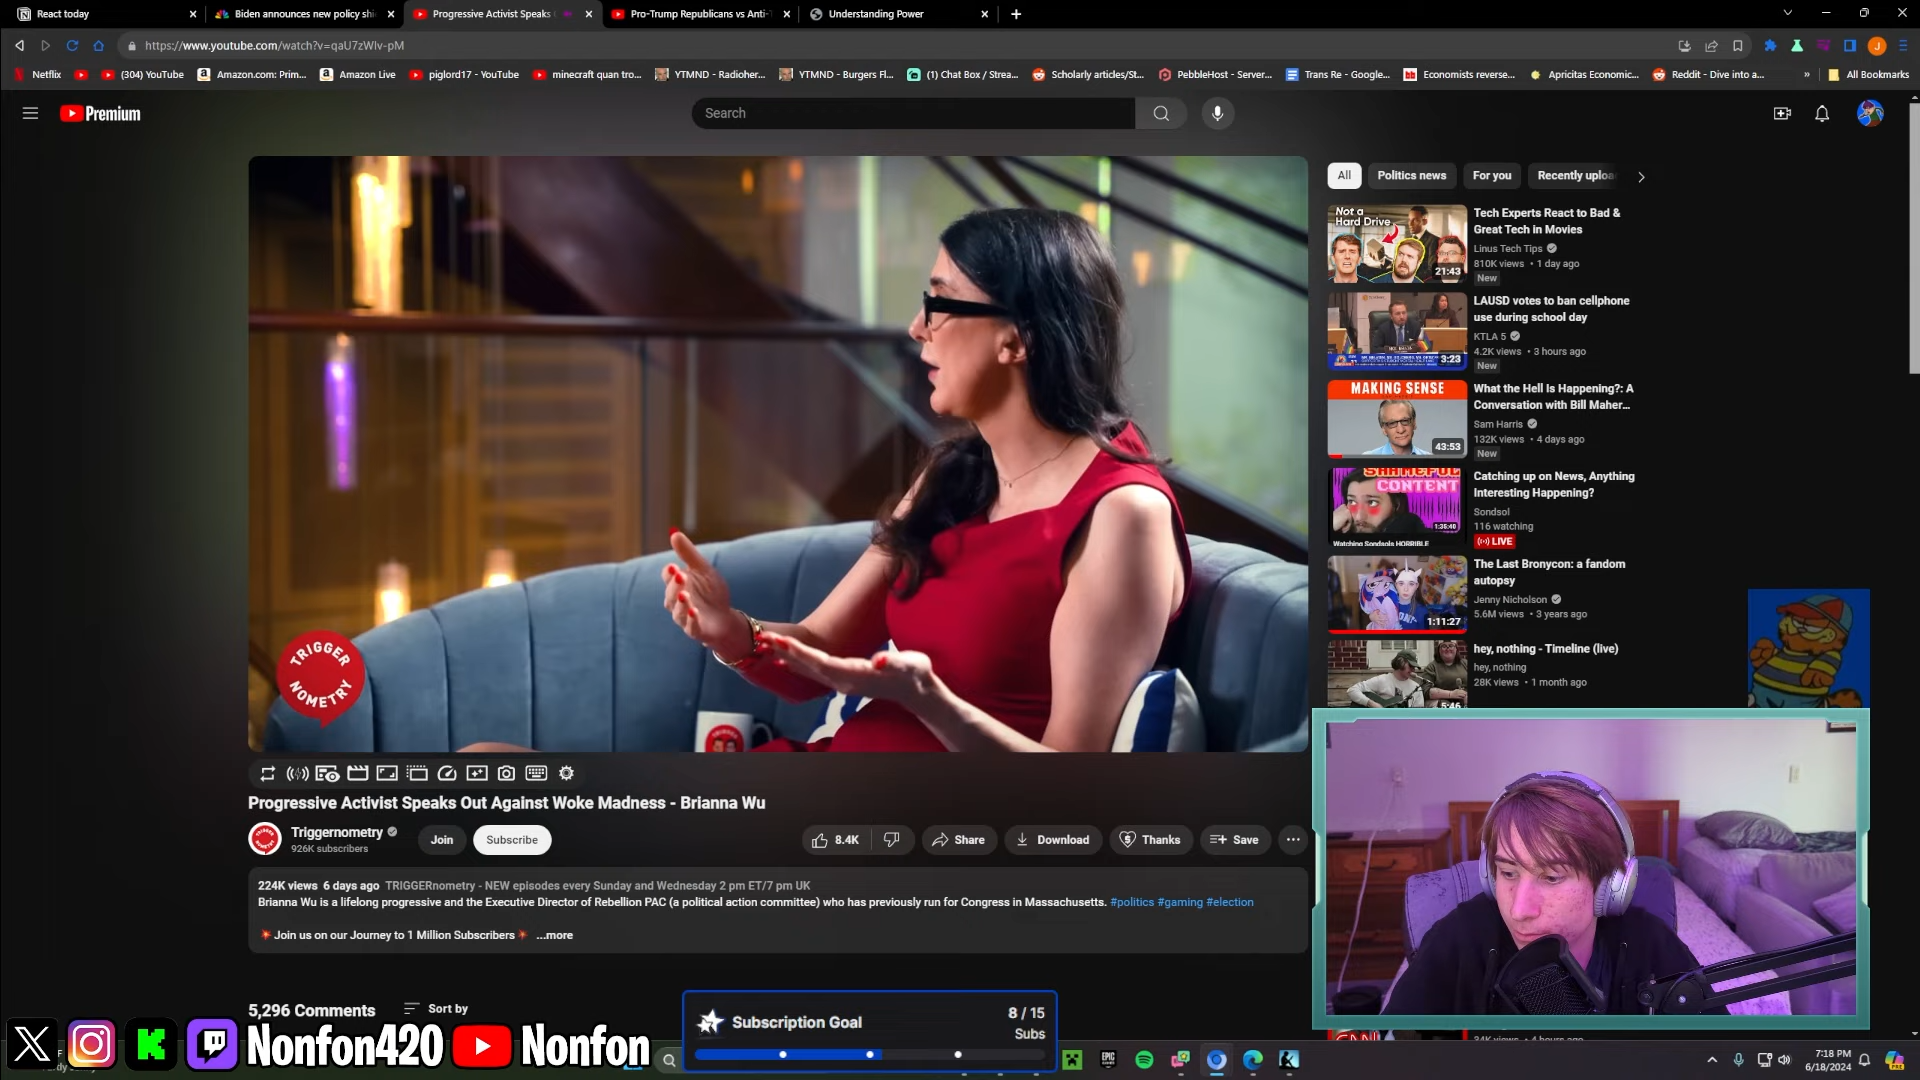 React today
Biden announces new policy shi
Progressive Activist Speaks
Pro-Trump Republicans vs Anti-
Understanding Power
https://www.youtube.com/watch?v=qaU7zWlv-pM
Netflix
(304) YouTube
Amazon.com: Prim...
Amazon Live
piglord17 - YouTube
minecraft quan tro...
YTMND - Radioher...
YTMND - Burgers Fl...
(1) Chat Box / Strea...
Scholarly articles/St...
PebbleHost - Server...
Trans Re - Google...
Economists reverse...
Apricitas Economic...
Reddit - Dive into a...
All Bookmarks
Premium
Search
All
Politics news
For you
Recently uploa
Not a
Hard Drive
21:43
Tech Experts React to Bad &
Great Tech in Movies
Linus Tech Tips
810K views • 1 day ago
New
3:23
LAUSD votes to ban cellphone
use during school day
KTLA 5
4.2K views • 3 hours ago
New
MAKING SENSE
43:53
What the Hell Is Happening?: A
Conversation with Bill Maher...
Sam Harris
132K views • 4 days ago
New
CONTENT
1:36:40
Watching Sondsols HORRIBLE
Catching up on News, Anything
Interesting Happening?
Sondsol
116 watching
LIVE
1:11:27
The Last Bronycon: a fandom
autopsy
Jenny Nicholson
5.6M views • 3 years ago
5:46
hey, nothing - Timeline (live)
hey, nothing
28K views • 1 month ago
TRIGGER
NOMETRY
Progressive Activist Speaks Out Against Woke Madness - Brianna Wu
Triggernometry
926K subscribers
Join
Subscribe
8.4K
Share
Download
Thanks
Save
224K views 6 days ago TRIGGERnometry - NEW episodes every Sunday and Wednesday 2 pm ET/7 pm UK
Brianna Wu is a lifelong progressive and the Executive Director of Rebellion PAC (a political action committee) who has previously run for Congress in Massachusetts. #politics #gaming #election
Join us on our Journey to 1 Million Subscribers ...more
5,296 Comments
Sort by
Subscription Goal
8 / 15
Subs
Nonfon420
Nonfon
EPIC
7:18 PM
6/18/2024